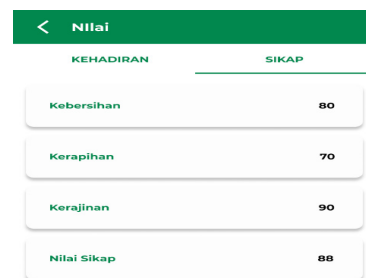 NIlai
KEHADIRAN SIKAP
Kebersihan 80
Kerapihan 70
Kerajinan 90
Nilai Sikap 88